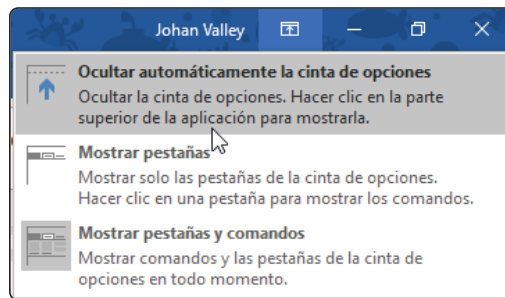 Johan Valley
Ocultar automáticamente la cinta de opciones
Ocultar la cinta de opciones. Hacer clic en la parte
superior de la aplicación para mostrarla.
Mostrar pestañas
Mostrar solo las pestañas de la cinta de opciones.
Hacer clic en una pestaña para mostrar los comandos.
Mostrar pestañas y comandos
Mostrar comandos y las pestañas de la cinta de
opciones en todo momento.